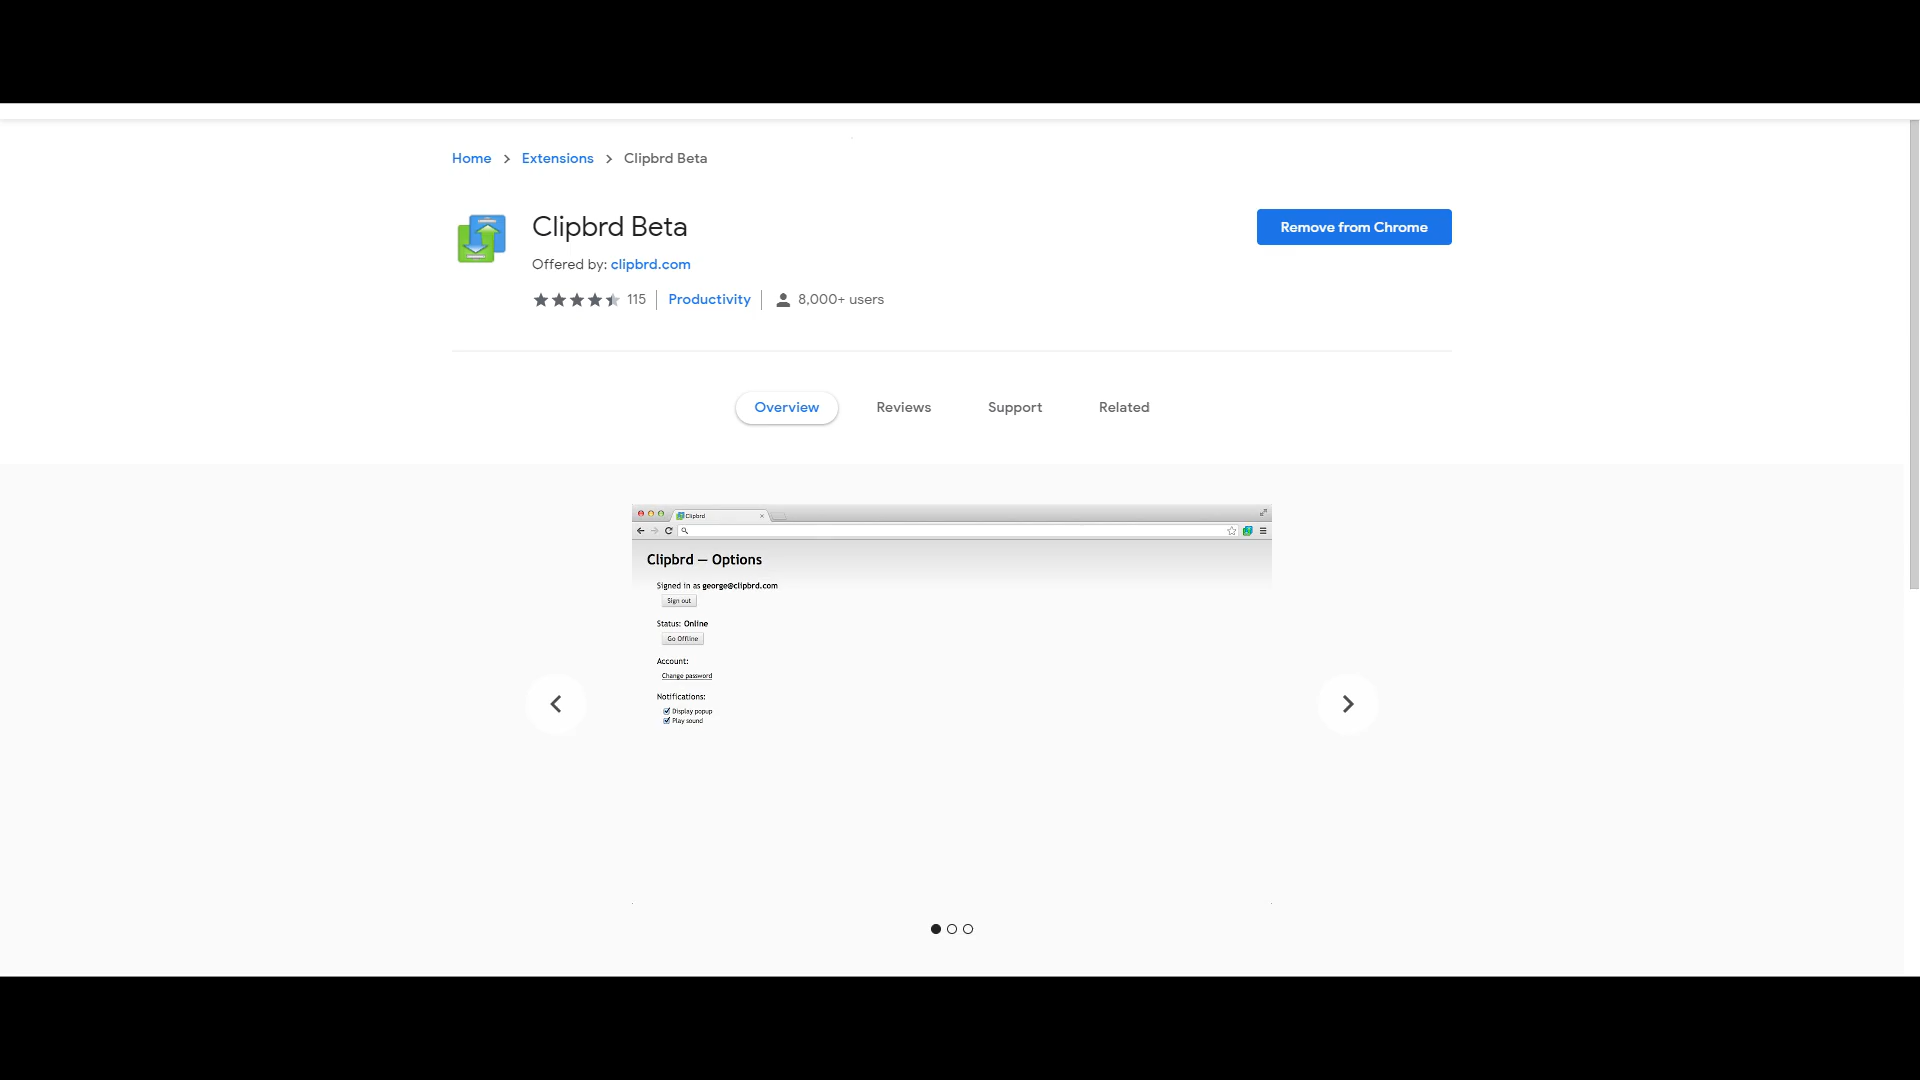 Home > Extensions > Clipbrd Beta
Clipbrd Beta
Remove from Chrome
Offered by: clipbrd.com
115 Productivity 8,000+ users
Overview Reviews Support Related
Clipbrd
Clipbrd — Options
Signed in as george@clipbrd.com
Sign out
Status: Online
Go Offline
Account:
Change password
Notifications:
Display popup
Play sound